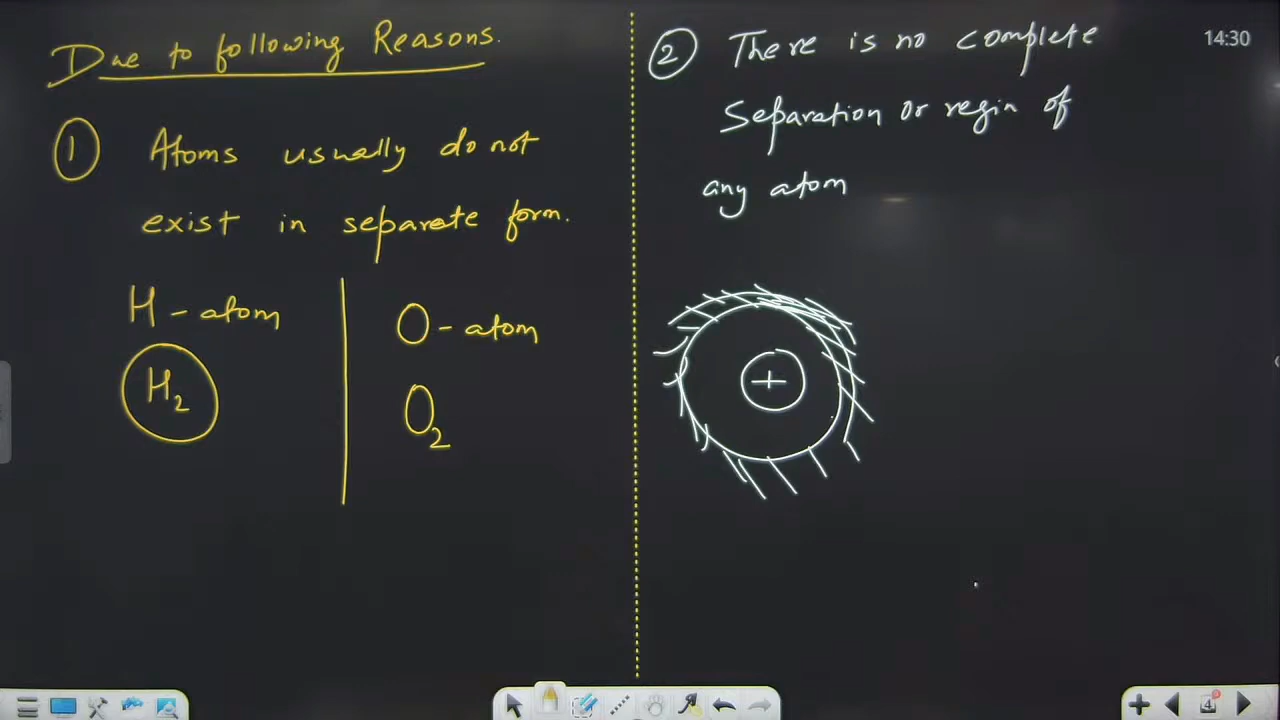 Due to following Reasons.
1 Atoms usually do not
exist in separate form.
H - atom
H2
O - atom
O2
2 There is no complete
Separation or regin of
any atom
+
14:30
4